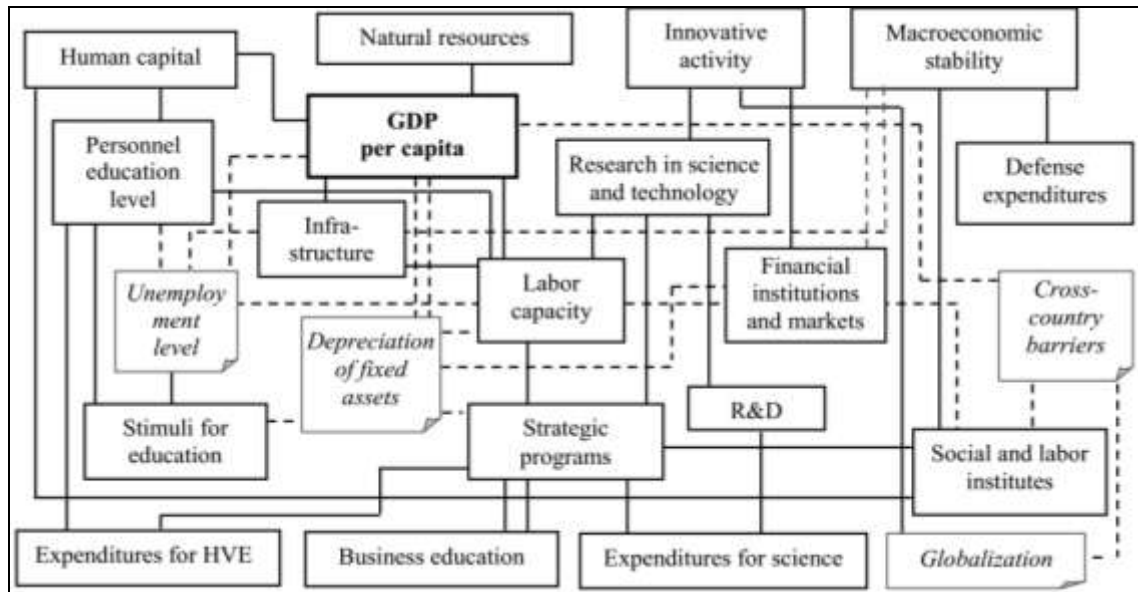 Human capital
Natural resources
Innovative
activity
Macroeconomic
stability
GDP
per capita
Personnel
education
level
Research in science
and technology
Defense
expenditures
Infra-
structure
Labor
capacity
Financial
institutions
and markets
Unemploy
ment
level
Cross-
country
barriers
Depreciation
of fixed
assets
Stimuli for
education
Strategic
programs
R&D
Social and labor
institutes
Expenditures for HVE
Business education
Expenditures for science
Globalization